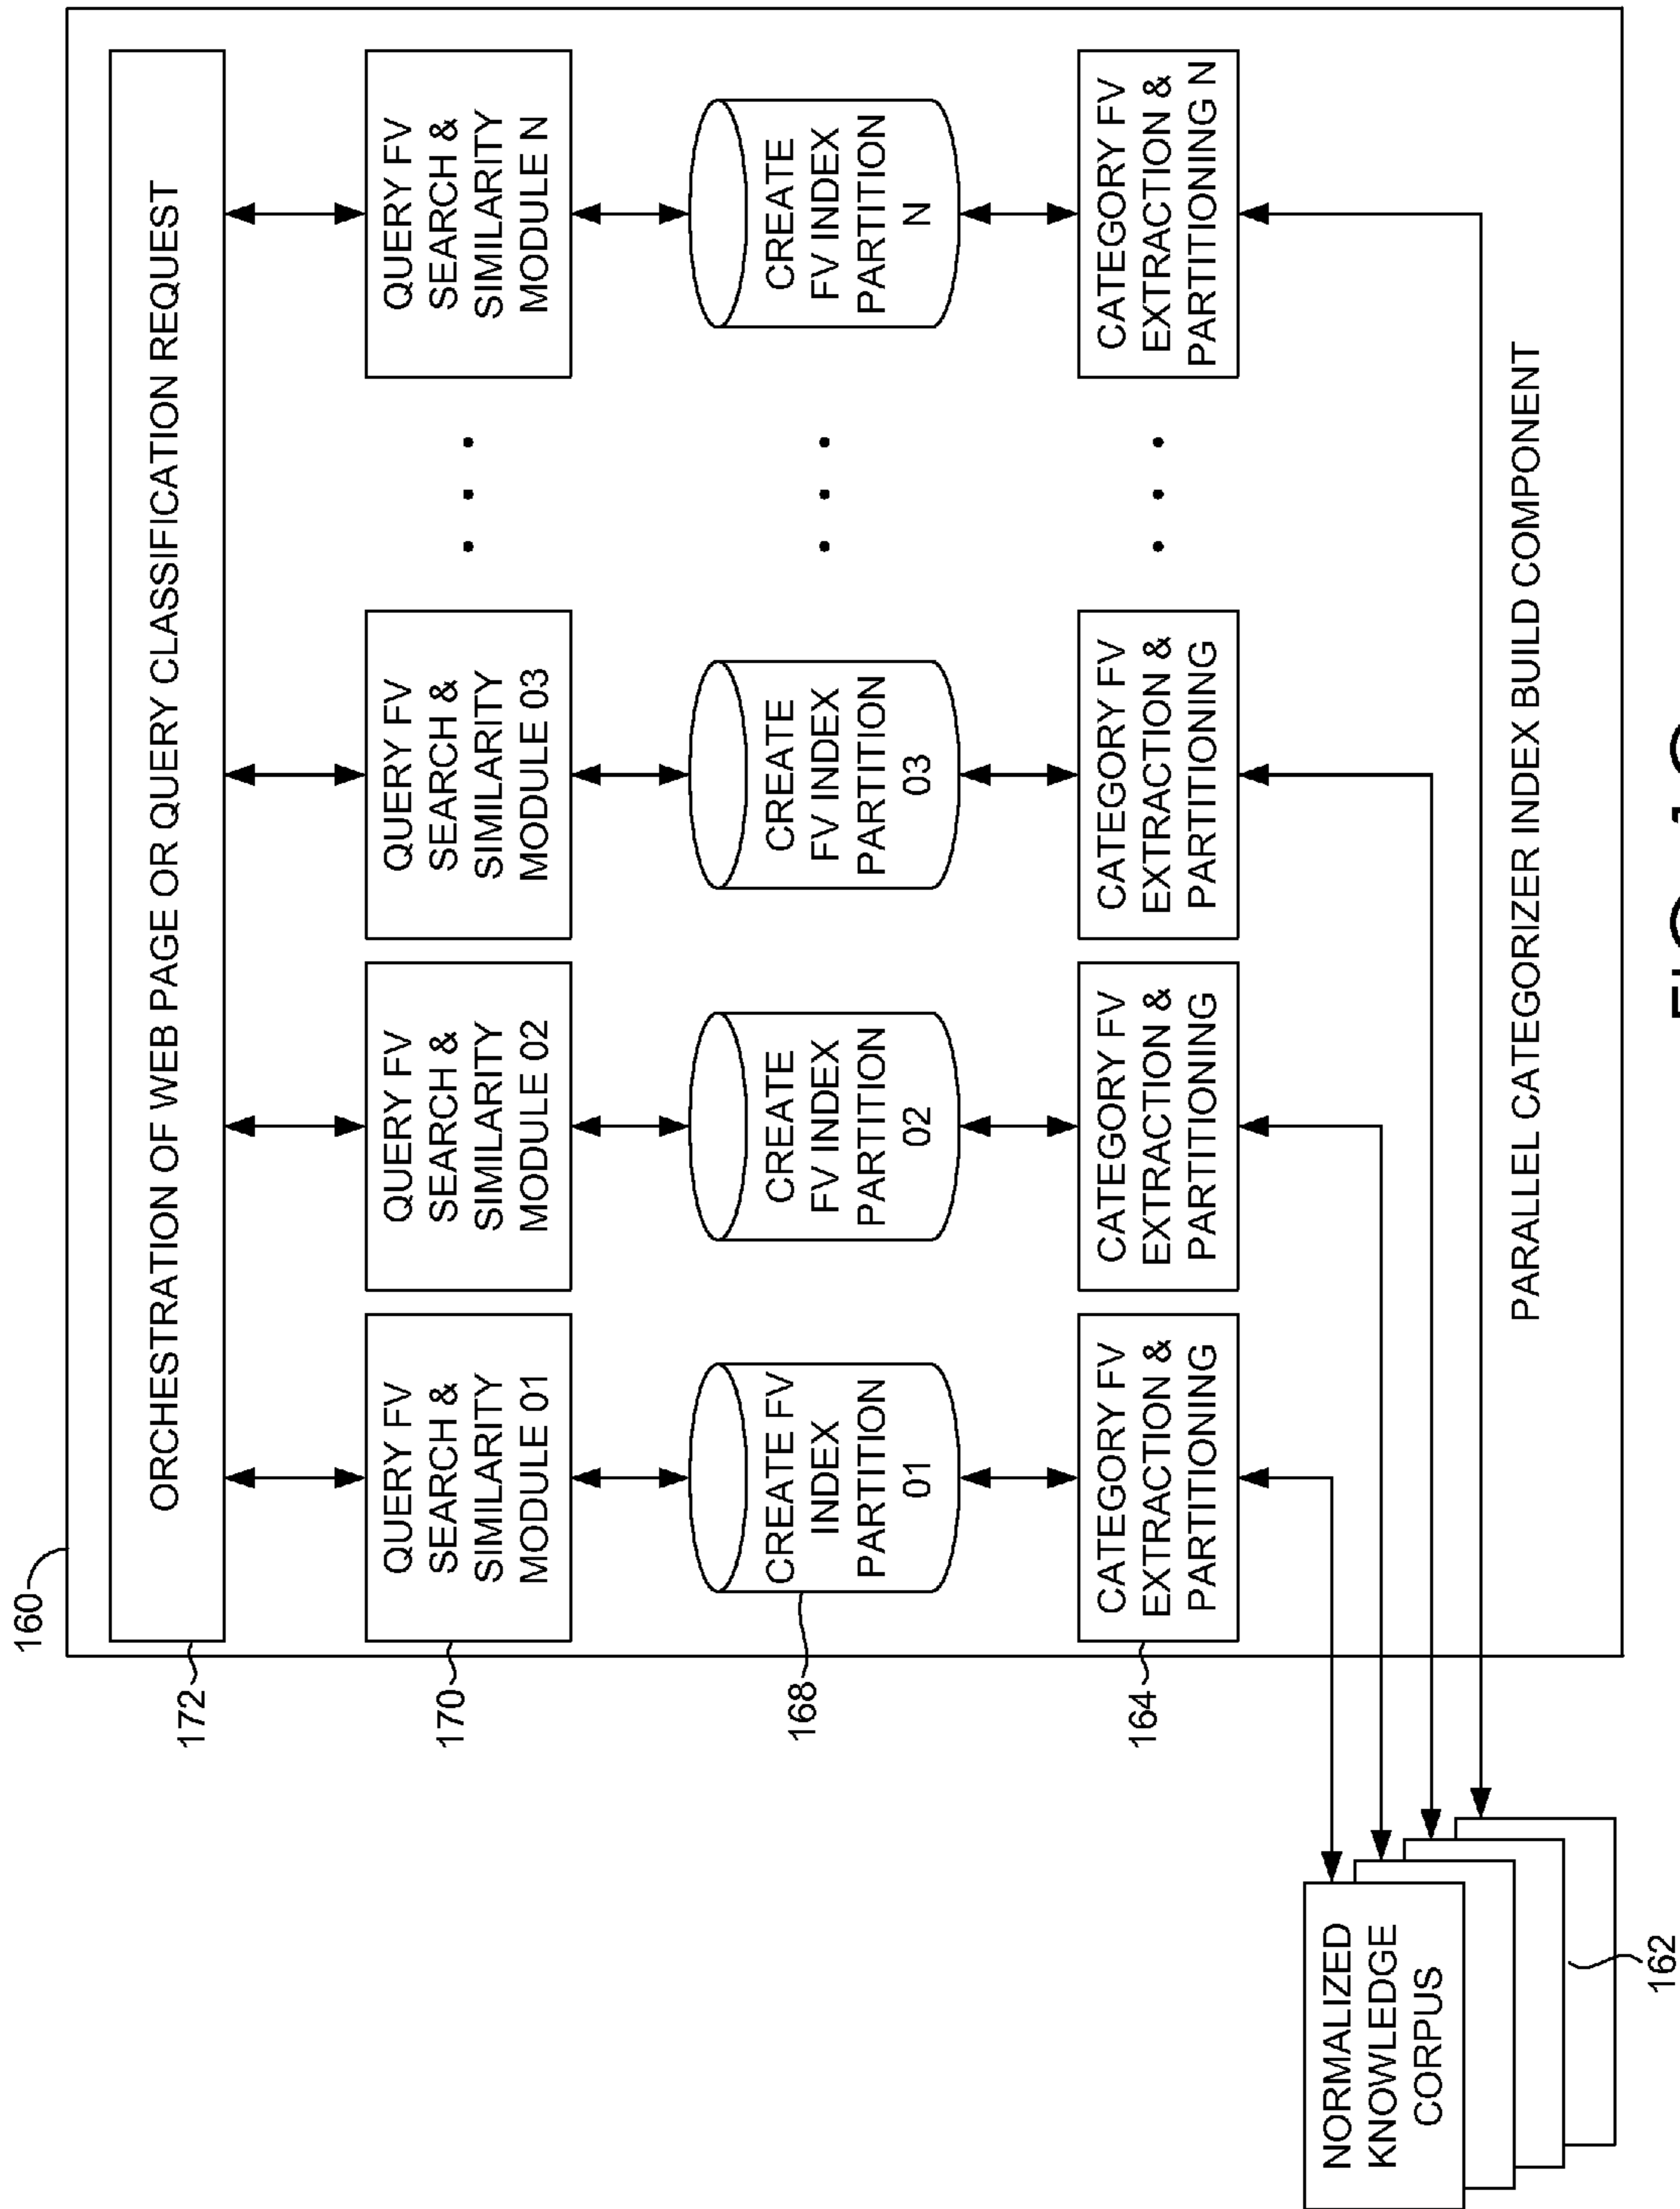 160
172
ORCHESTRATION OF WEB PAGE OR QUERY CLASSIFICATION REQUEST
170
QUERY FV
SEARCH &
SIMILARITY
MODULE 01
QUERY FV
SEARCH &
SIMILARITY
MODULE 02
QUERY FV
SEARCH &
SIMILARITY
MODULE 03
QUERY FV
SEARCH &
SIMILARITY
MODULE N
168
CREATE FV
INDEX
PARTITION
01
CREATE
FV INDEX
PARTITION
02
CREATE
FV INDEX
PARTITION
03
CREATE
FV INDEX
PARTITION
N
164
CATEGORY FV
EXTRACTION &
PARTITIONING
CATEGORY FV
EXTRACTION &
PARTITIONING
CATEGORY FV
EXTRACTION &
PARTITIONING
CATEGORY FV
EXTRACTION &
PARTITIONING N
NORMALIZED
KNOWLEDGE
CORPUS
162
PARALLEL CATEGORIZER INDEX BUILD COMPONENT